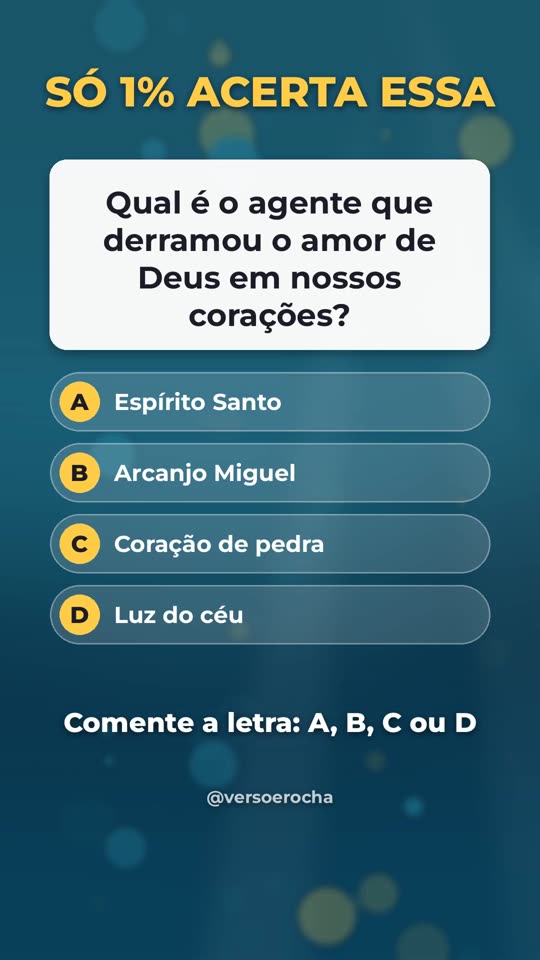 SÓ 1% ACERTA ESSA
Qual é o agente que
derramou o amor de
Deus em nossos
corações?
A Espírito Santo
B Arcanjo Miguel
C Coração de pedra
D Luz do céu
Comente a letra: A, B, C ou D
@versoerocha